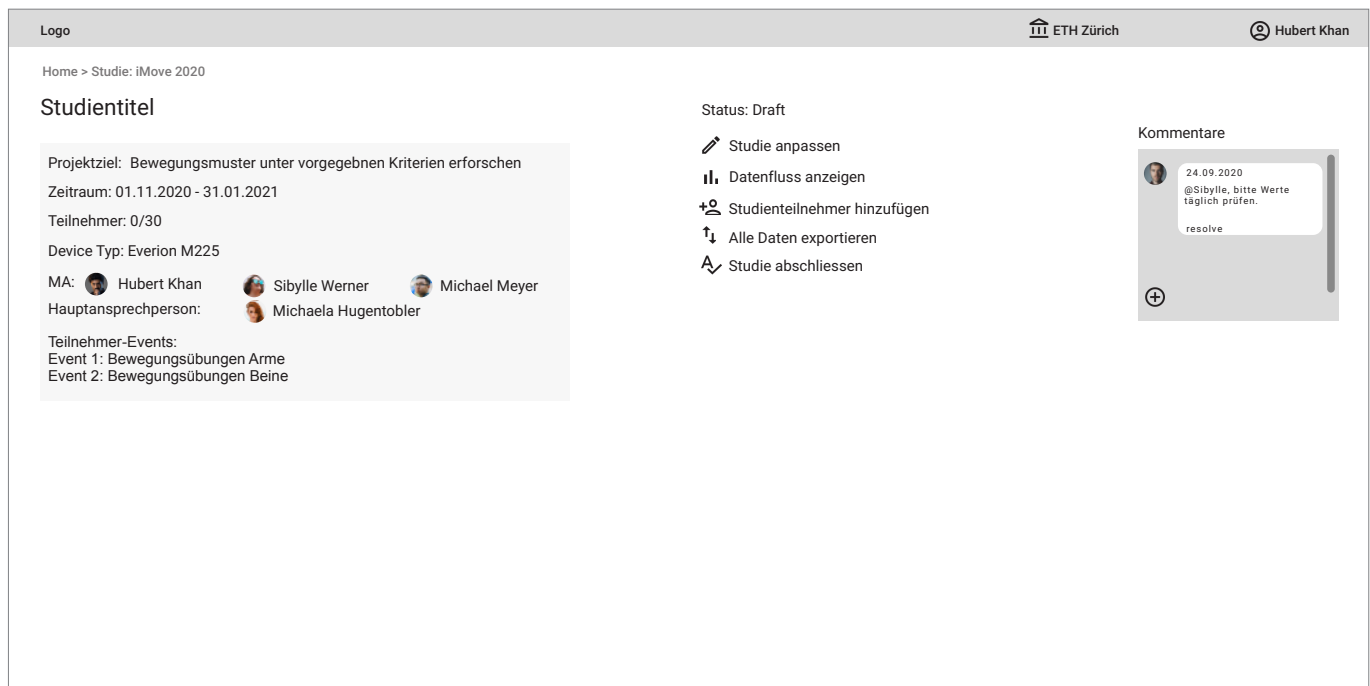 Logo
ETH Zürich
Hubert Khan
Home > Studie: iMove 2020
Studientitel
Projektziel: Bewegungsmuster unter vorgegebnen Kriterien erforschen
Zeitraum: 01.11.2020 - 31.01.2021
Teilnehmer: 0/30
Device Typ: Everion M225
MA: Hubert Khan Sibylle Werner Michael Meyer
Hauptansprechperson: Michaela Hugentobler
Teilnehmer-Events:
Event 1: Bewegungsübungen Arme
Event 2: Bewegungsübungen Beine
Status: Draft
Studie anpassen
Datenfluss anzeigen
Studienteilnehmer hinzufügen
Alle Daten exportieren
Studie abschliessen
Kommentare
24.09.2020
@Sibylle, bitte Werte
täglich prüfen.
resolve